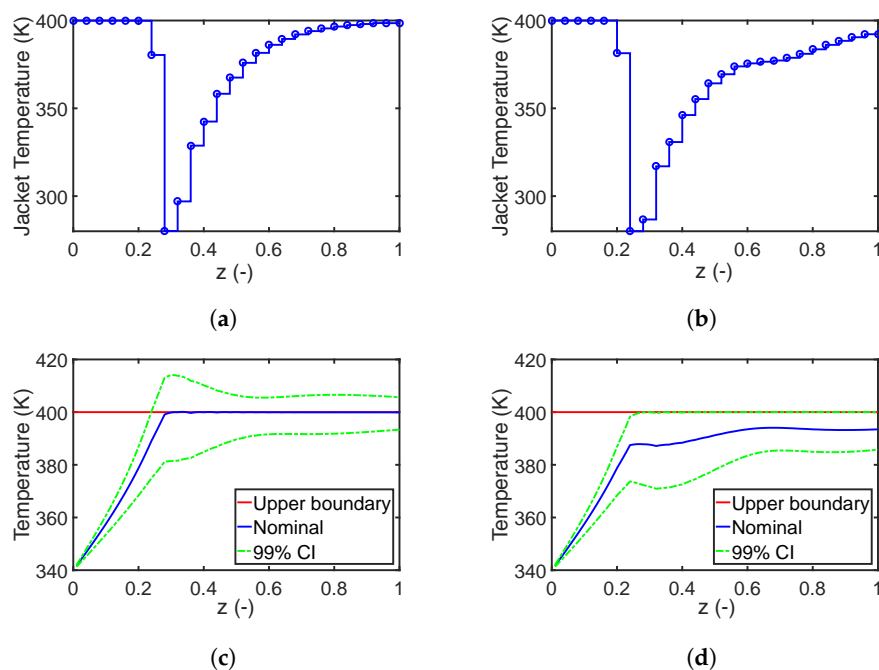 Jacket Temperature (K)
400
350
300
0 0.2 0.4 0.6 0.8 1
z (-)
(a)
Jacket Temperature (K)
400
350
300
0 0.2 0.4 0.6 0.8 1
z (-)
(b)
Temperature (K)
420
400
380
360
340
Upper boundary
Nominal
99% CI
0 0.2 0.4 0.6 0.8 1
z (-)
(c)
Temperature (K)
420
400
380
360
340
Upper boundary
Nominal
99% CI
0 0.2 0.4 0.6 0.8 1
z (-)
(d)